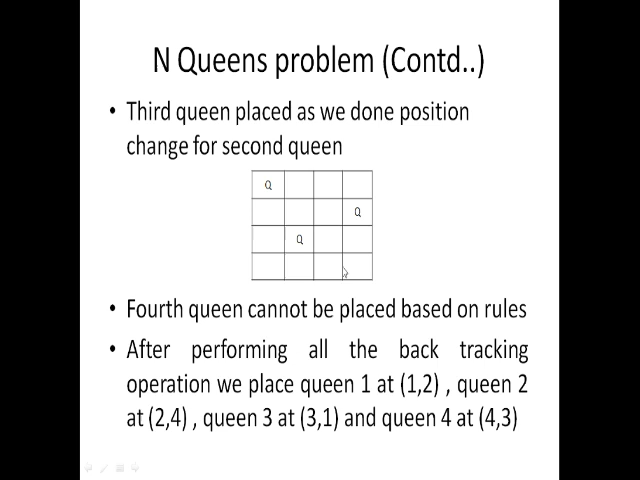 N Queens problem (Contd..)
• Third queen placed as we done position
change for second queen
Q
Q
Q
• Fourth queen cannot be placed based on rules
• After performing all the back tracking
operation we place queen 1 at (1,2) , queen 2
at (2,4) , queen 3 at (3,1) and queen 4 at (4,3)